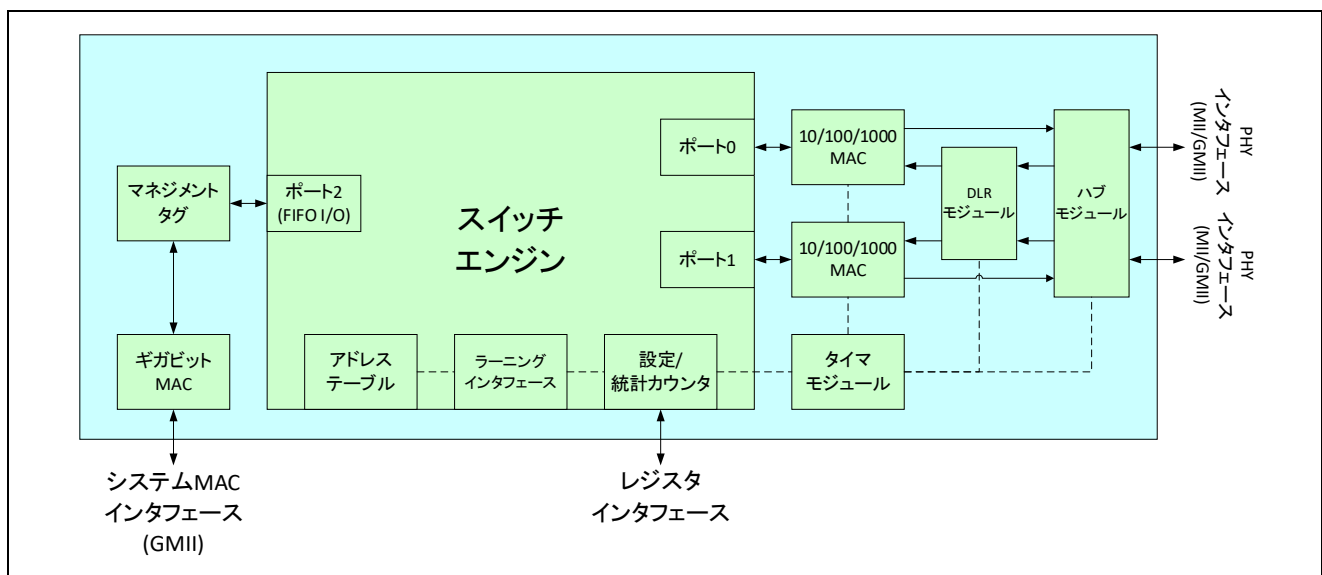 マネジメント
タグ
ギガビット
MAC
システムMAC
インタフェース
(GMII)
ポート2
(FIFO I/O)
スイッチ
エンジン
ポート0
ポート1
アドレス
テーブル
ラーニング
インタフェース
設定/
統計カウンタ
レジスタ
インタフェース
10/100/1000
MAC
10/100/1000
MAC
タイマ
モジュール
DLR
モジュール
ハブ
モジュール
PHY
インタフェース
(MII/GMII)
PHY
インタフェース
(MII/GMII)